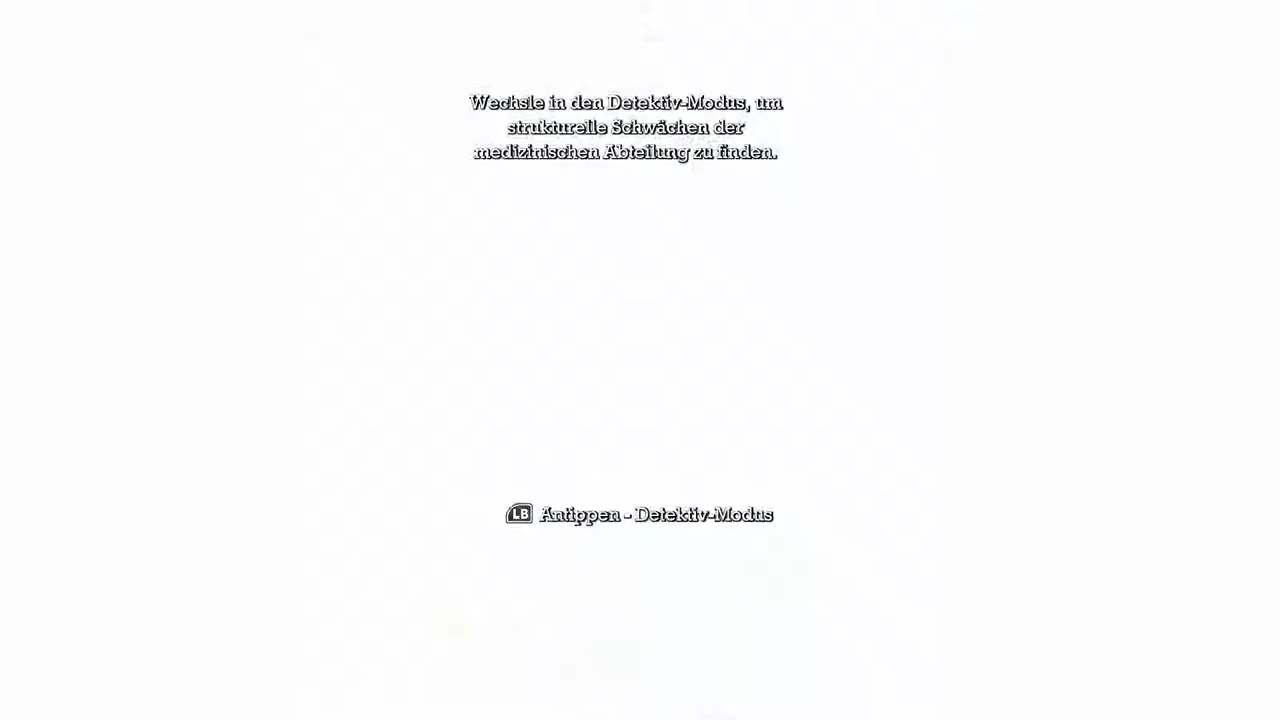 Wechsle in den Detektiv-Modus, um
strukturelle Schwächen der
medizinischen Abteilung zu finden.
LB Antippen - Detektiv-Modus